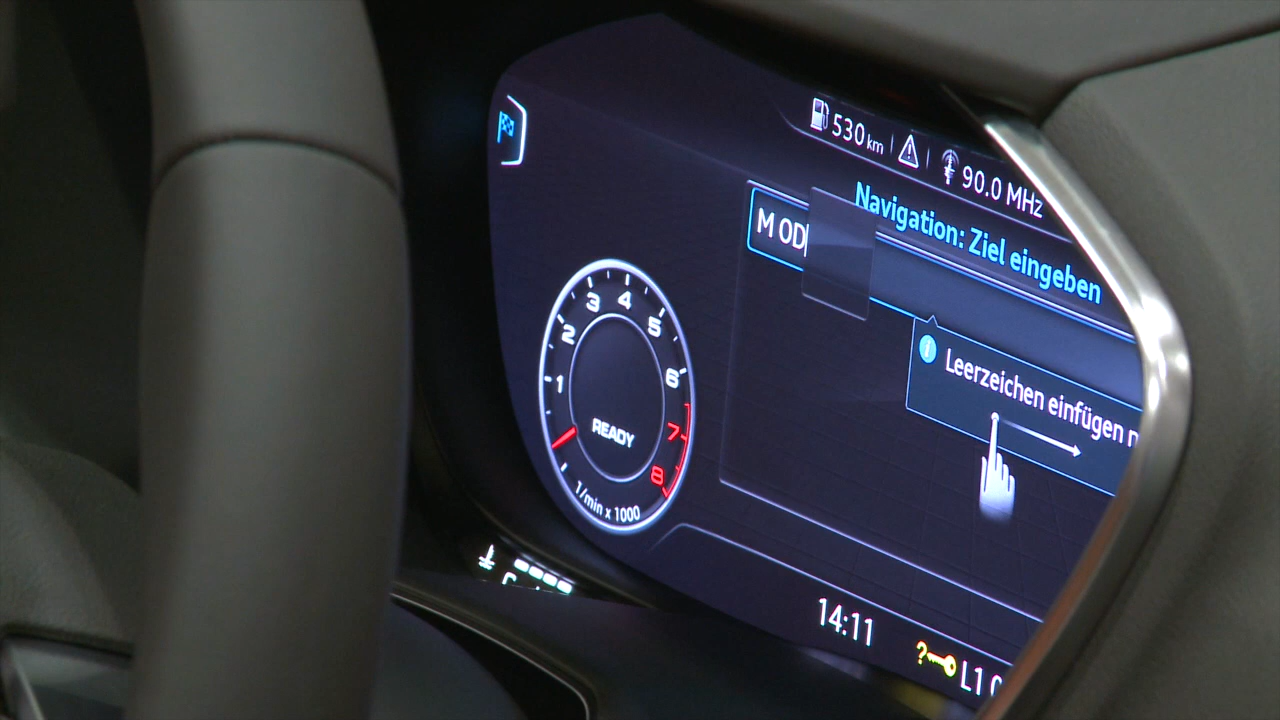 530 km
90.0 MHz
Navigation: Ziel eingeben
M OD
Leerzeichen einfügen
1 2 3 4 5 6 7 8
READY
1/min x 1000
14:11
?
L1